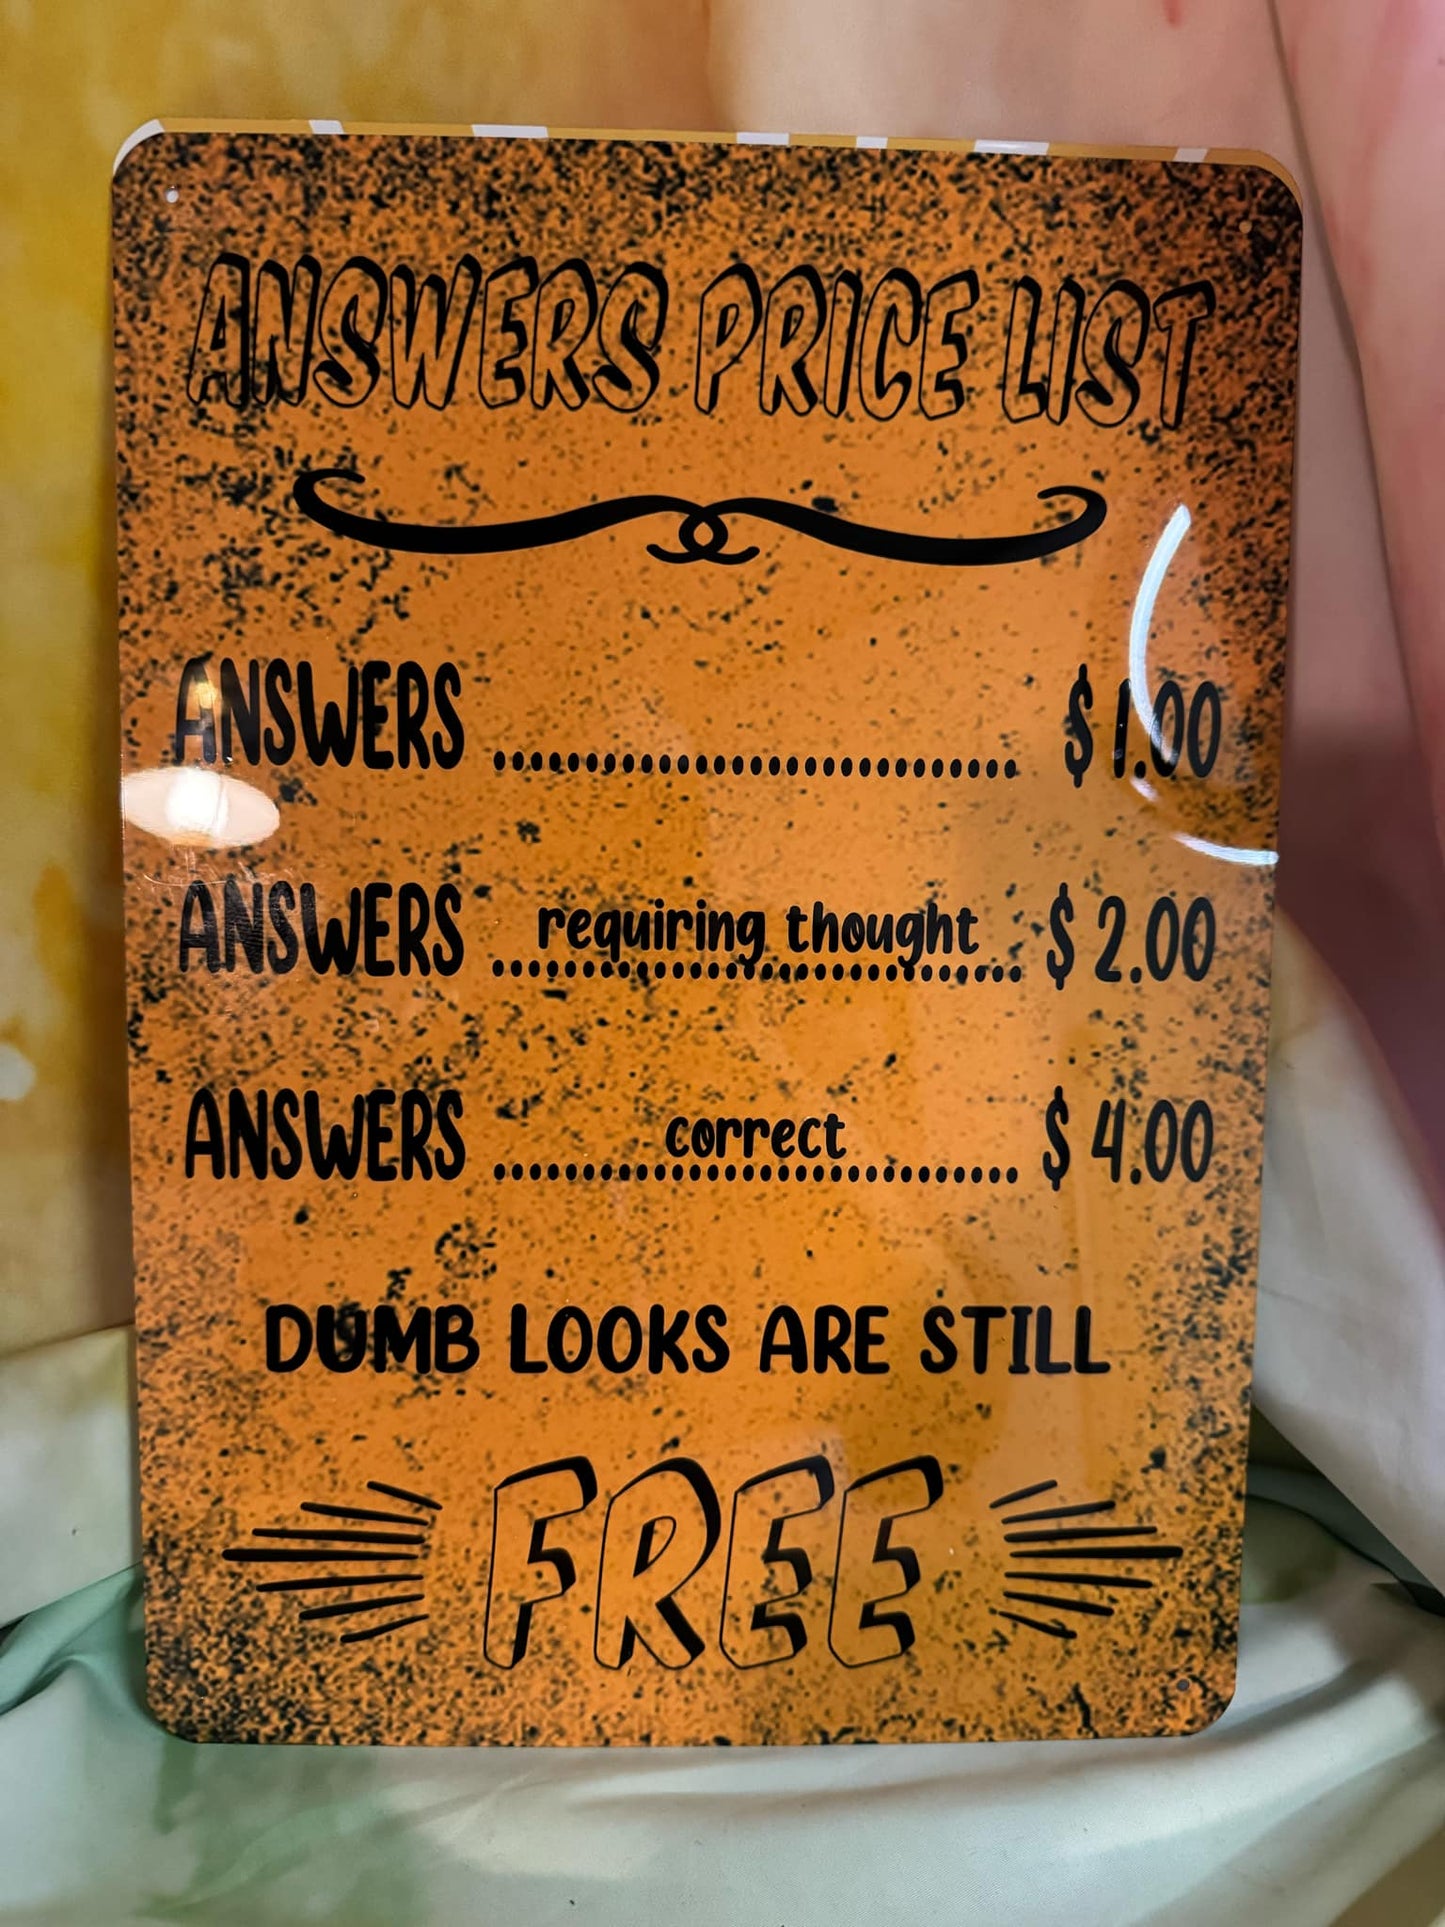 ANSWERS PRICE LIST
ANSWERS .............................. $ 1.00
ANSWERS requiring thought $ 2.00
ANSWERS correct $ 4.00
DUMB LOOKS ARE STILL
FREE